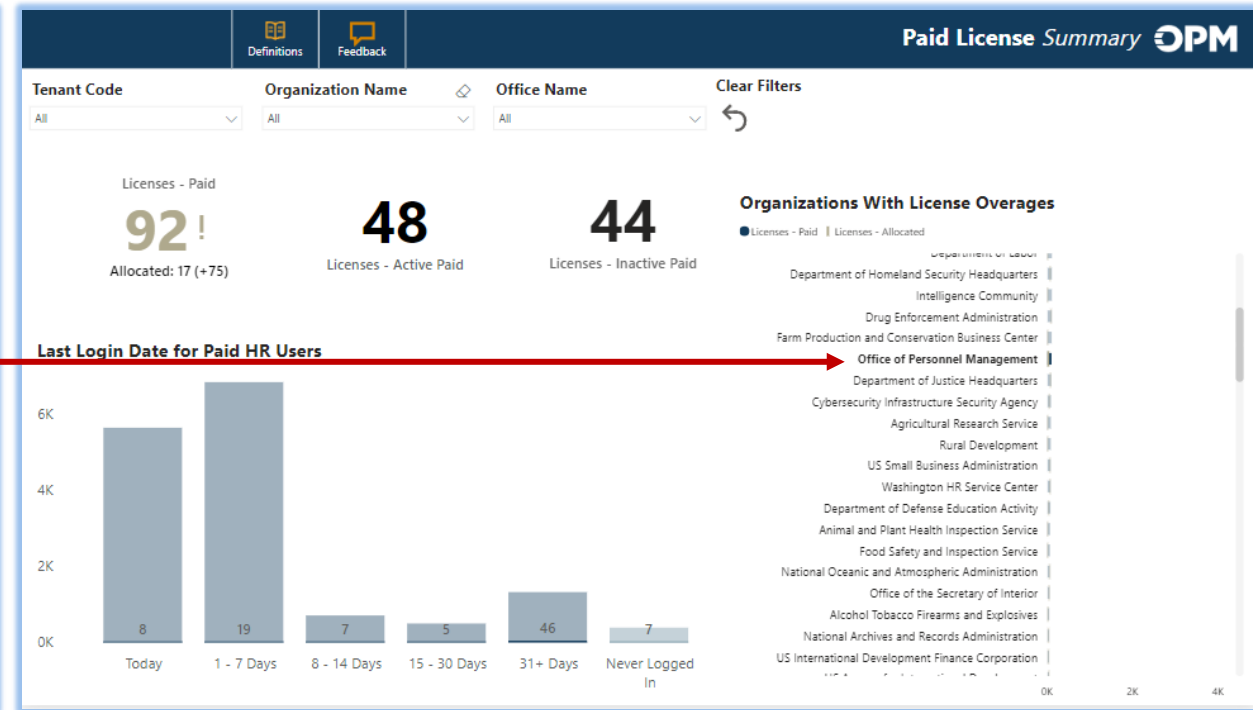 Definitions
Feedback
Paid License Summary OPM
Tenant Code
Organization Name
Office Name
Clear Filters
All
All
All
Licenses - Paid
92 !
Allocated: 17 (+75)
48
Licenses - Active Paid
44
Licenses - Inactive Paid
Organizations With License Overages
Licenses - Paid
Licenses - Allocated
Department of Labor
Department of Homeland Security Headquarters
Intelligence Community
Drug Enforcement Administration
Farm Production and Conservation Business Center
Office of Personnel Management
Department of Justice Headquarters
Cybersecurity Infrastructure Security Agency
Agricultural Research Service
Rural Development
US Small Business Administration
Washington HR Service Center
Department of Defense Education Activity
Animal and Plant Health Inspection Service
Food Safety and Inspection Service
National Oceanic and Atmospheric Administration
Office of the Secretary of Interior
Alcohol Tobacco Firearms and Explosives
National Archives and Records Administration
US International Development Finance Corporation
0K 2K 4K
Last Login Date for Paid HR Users
6K
4K
2K
0K
8 19 7 5 46 7
Today 1 - 7 Days 8 - 14 Days 15 - 30 Days 31+ Days Never Logged
In